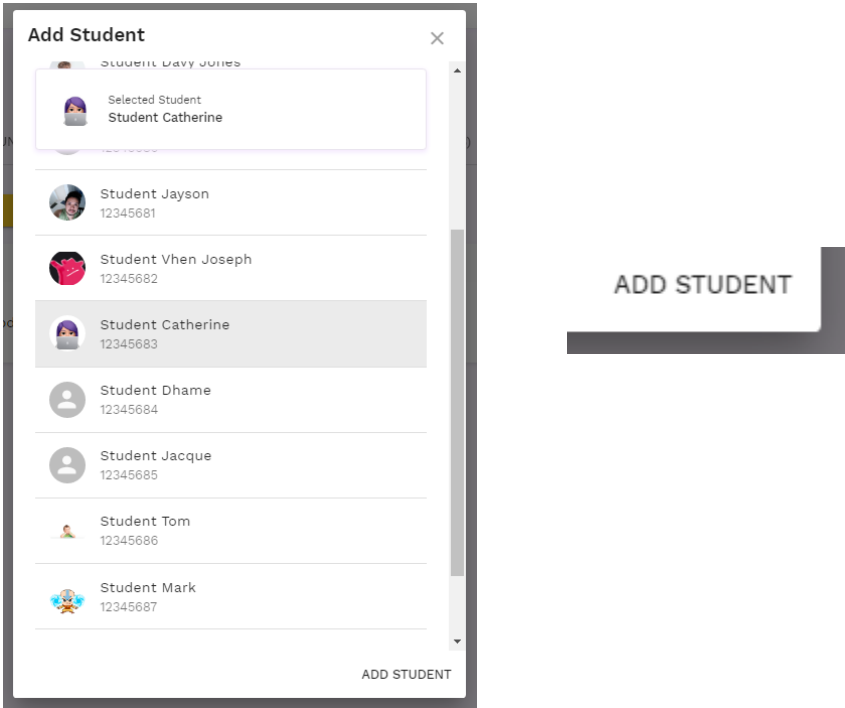 Add Student
Student Davy Jones
Selected Student
Student Catherine
Student Jayson
12345681
Student Vhen Joseph
12345682
Student Catherine
12345683
Student Dhame
12345684
Student Jacque
12345685
Student Tom
12345686
Student Mark
12345687
ADD STUDENT
ADD STUDENT